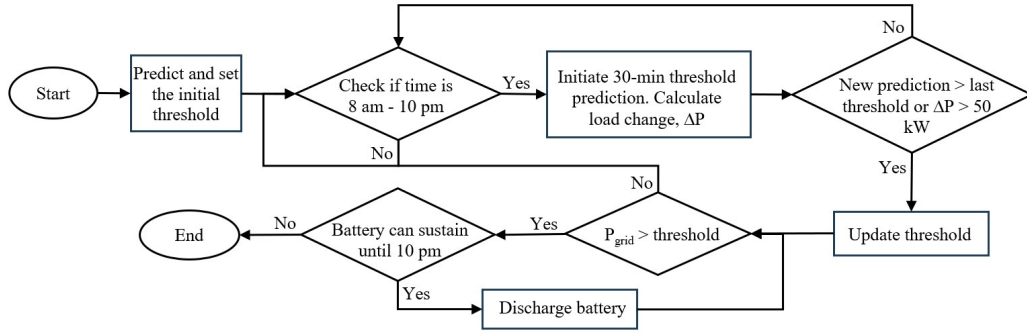 No
Predict and set
the initial
threshold
Start
Check if time is
8 am - 10 pm
Yes
Initiate 30-min threshold
prediction. Calculate
load change, ΔP
New prediction > last
threshold or ΔP > 50
kW
No
Yes
No
End
No
Battery can sustain
until 10 pm
Yes
P_grid > threshold
Update threshold
Yes
Discharge battery